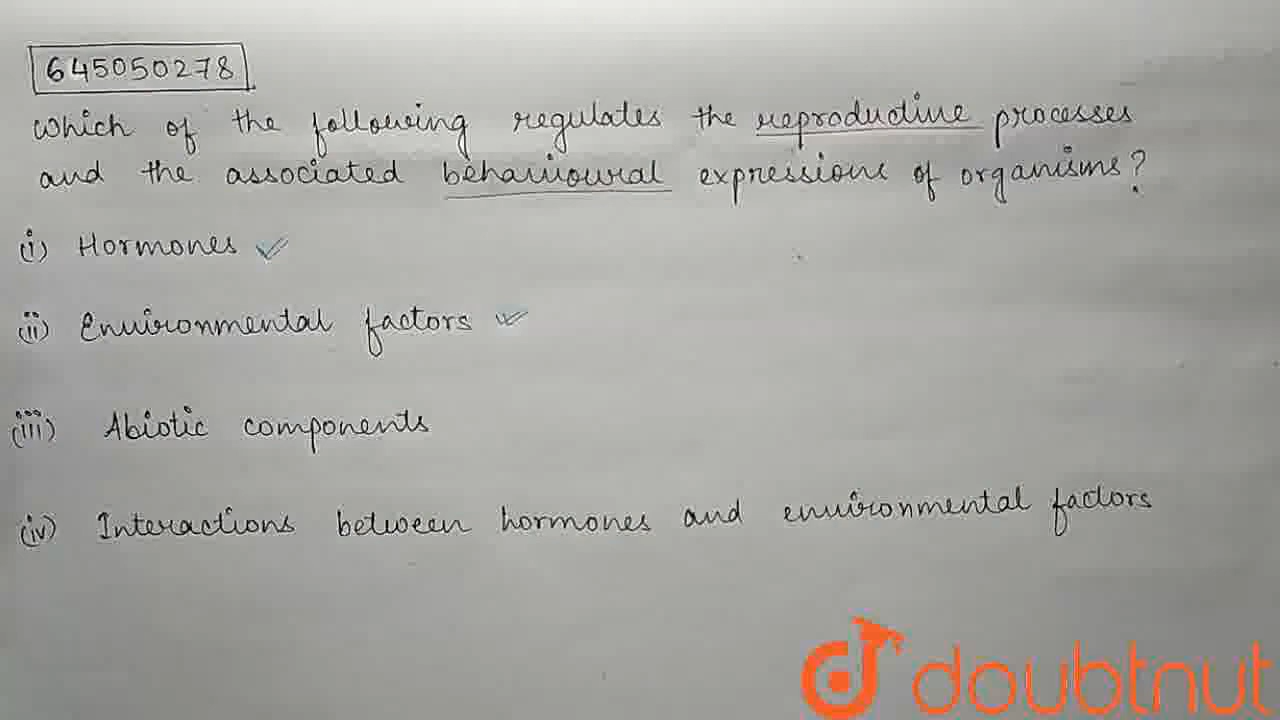 645050278
Which of the following regulates the reproductive processes
and the associated behavioural expressions of organisms?
(i) Hormones
(ii) Environmental factors
(iii) Abiotic components
(iv) Interactions between hormones and environmental factors
doubtnut